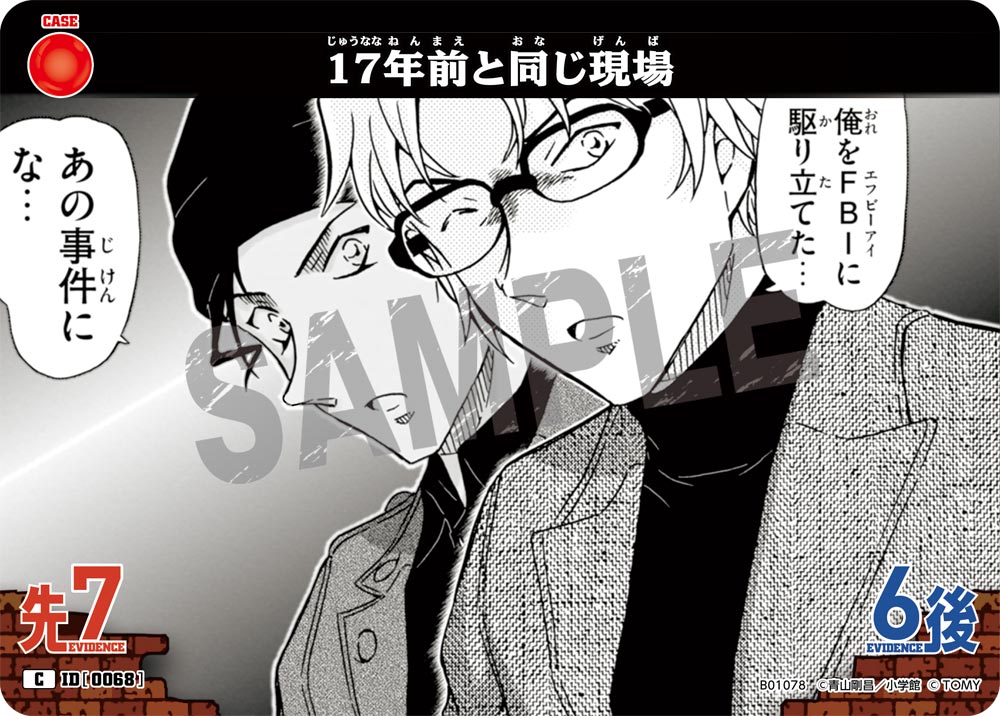 CASE
17年前と同じ現場
じゅうななねんまえ おな げんば
俺をFBIに
おれ エフビーアイ
駆り立てた…
か た
あの事件に
じけん
な…
SAMPLE
先7
EVIDENCE
6後
EVIDENCE
C ID[0068]
B01078 ©青山剛昌／小学館 © TOMY